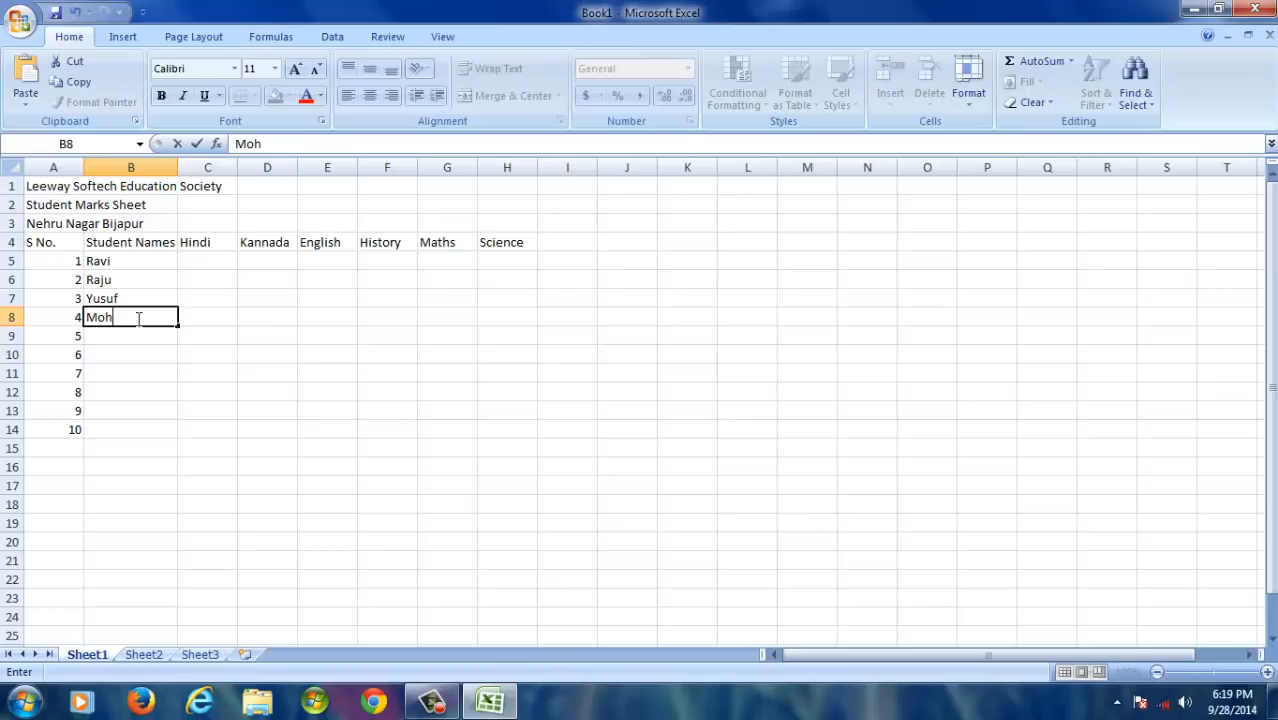 Book1 - Microsoft Excel
Home Insert Page Layout Formulas Data Review View
Paste Cut Copy Format Painter Clipboard
Calibri 11 B I U A A A Font
Wrap Text Merge & Center Alignment
General $ % , Number
Conditional Formatting Format as Table Cell Styles Styles
Insert Delete Format Cells
Σ AutoSum Fill Clear Sort & Filter Find & Select Editing
B8 fx Moh
A B C D E F G H I J K L M N O P Q R S T
1 Leeway Softech Education Society
2 Student Marks Sheet
3 Nehru Nagar Bijapur
4 S No. Student Names Hindi Kannada English History Maths Science
5 1 Ravi
6 2 Raju
7 3 Yusuf
8 4 Moh
9 5
10 6
11 7
12 8
13 9
14 10
15
16
17
18
19
20
21
22
23
24
25
Sheet1 Sheet2 Sheet3
Enter
6:19 PM
9/28/2014